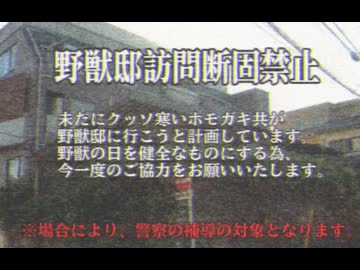 野獣邸訪問断固禁止
未だにクッソ寒いホモガキ共が
野獣邸に行こうと計画しています。
野獣の日を健全なものにする為、
今一度のご協力をお願いいたします。
※場合により、警察の補導の対象となります。